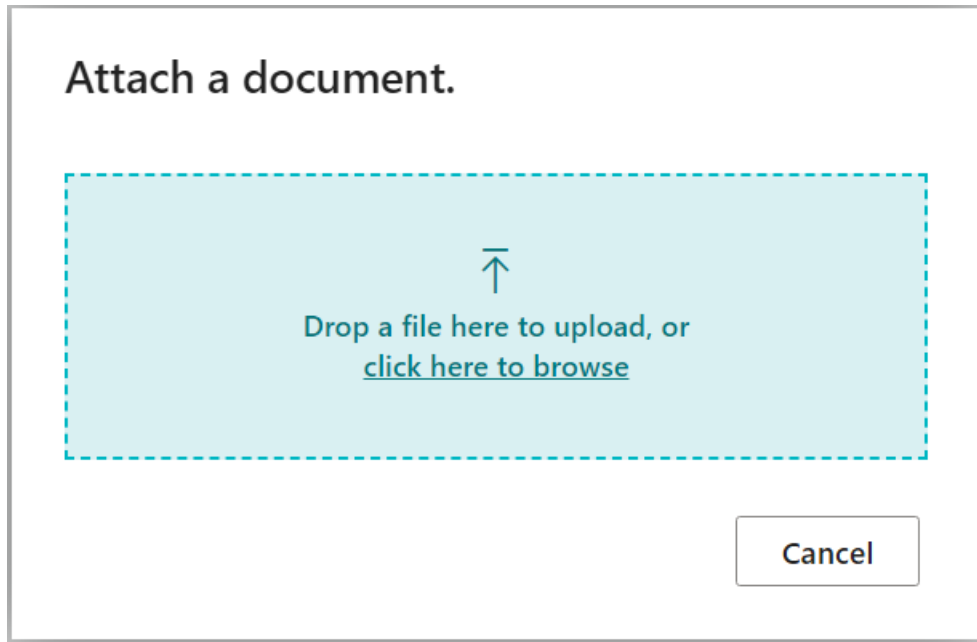 Attach a document.
Drop a file here to upload, or
click here to browse
Cancel